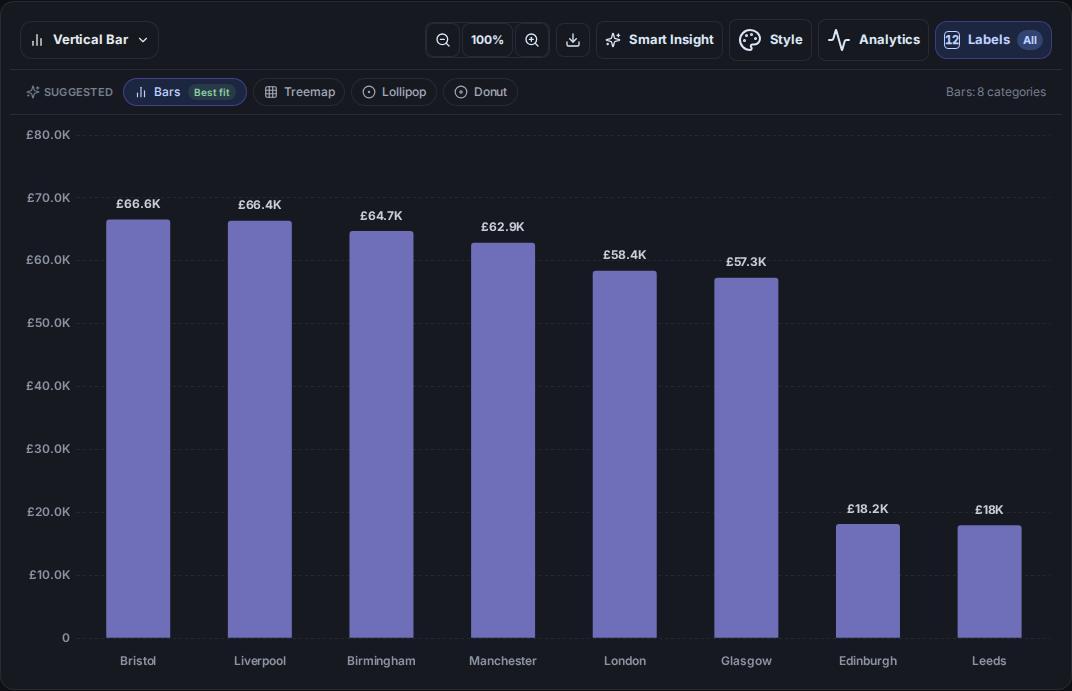 Vertical Bar
100%
Smart Insight
Style
Analytics
12 Labels All
SUGGESTED
Bars Best fit
Treemap
Lollipop
Donut
Bars: 8 categories
£80.0K
£70.0K
£60.0K
£50.0K
£40.0K
£30.0K
£20.0K
£10.0K
0
£66.6K
£66.4K
£64.7K
£62.9K
£58.4K
£57.3K
£18.2K
£18K
Bristol
Liverpool
Birmingham
Manchester
London
Glasgow
Edinburgh
Leeds